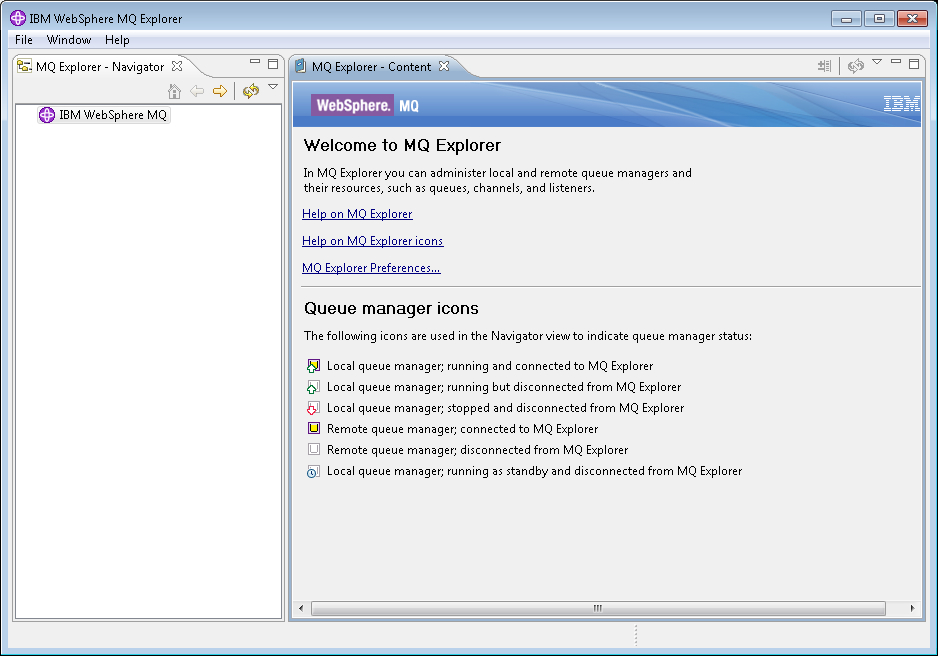 IBM WebSphere MQ Explorer
File Window Help
MQ Explorer - Navigator
IBM WebSphere MQ
MQ Explorer - Content
WebSphere. MQ
IBM
Welcome to MQ Explorer
In MQ Explorer you can administer local and remote queue managers and
their resources, such as queues, channels, and listeners.
Help on MQ Explorer
Help on MQ Explorer icons
MQ Explorer Preferences...
Queue manager icons
The following icons are used in the Navigator view to indicate queue manager status:
Local queue manager; running and connected to MQ Explorer
Local queue manager; running but disconnected from MQ Explorer
Local queue manager; stopped and disconnected from MQ Explorer
Remote queue manager; connected to MQ Explorer
Remote queue manager; disconnected from MQ Explorer
Local queue manager; running as standby and disconnected from MQ Explorer